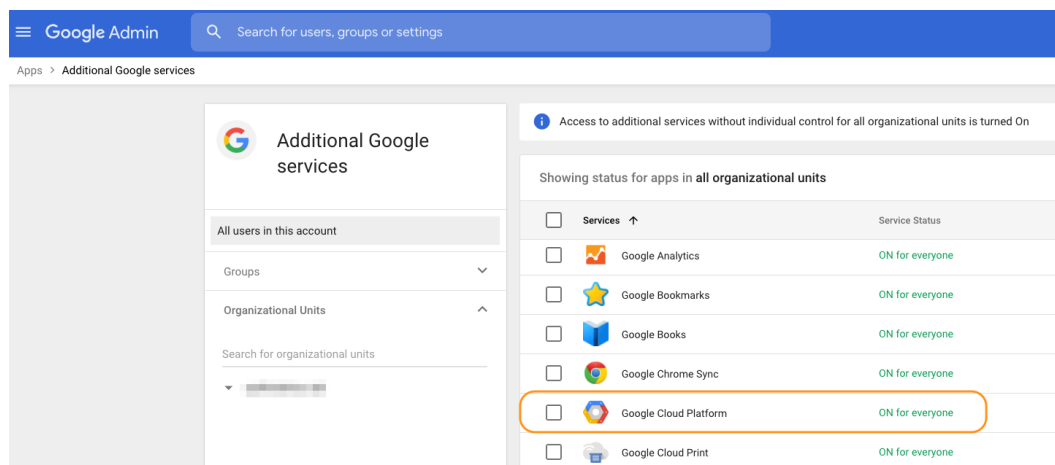 Google Admin
Search for users, groups or settings
Apps > Additional Google services
Additional Google
services
All users in this account
Groups
Organizational Units
Search for organizational units
Access to additional services without individual control for all organizational units is turned On
Showing status for apps in all organizational units
Services ↑ Service Status
Google Analytics ON for everyone
Google Bookmarks ON for everyone
Google Books ON for everyone
Google Chrome Sync ON for everyone
Google Cloud Platform ON for everyone
Google Cloud Print ON for everyone